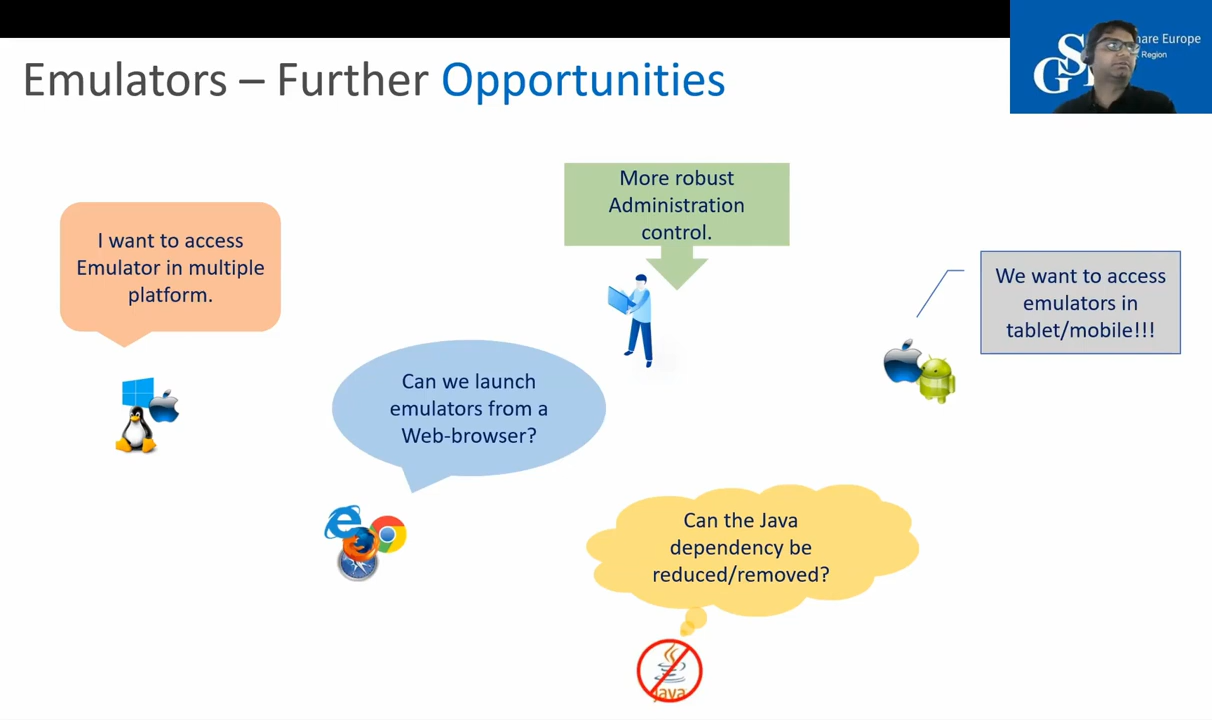 Emulators – Further Opportunities
GS
hare Europe
Region
I want to access
Emulator in multiple
platform.
More robust
Administration
control.
We want to access
emulators in
tablet/mobile!!!
Can we launch
emulators from a
Web-browser?
Can the Java
dependency be
reduced/removed?
Java